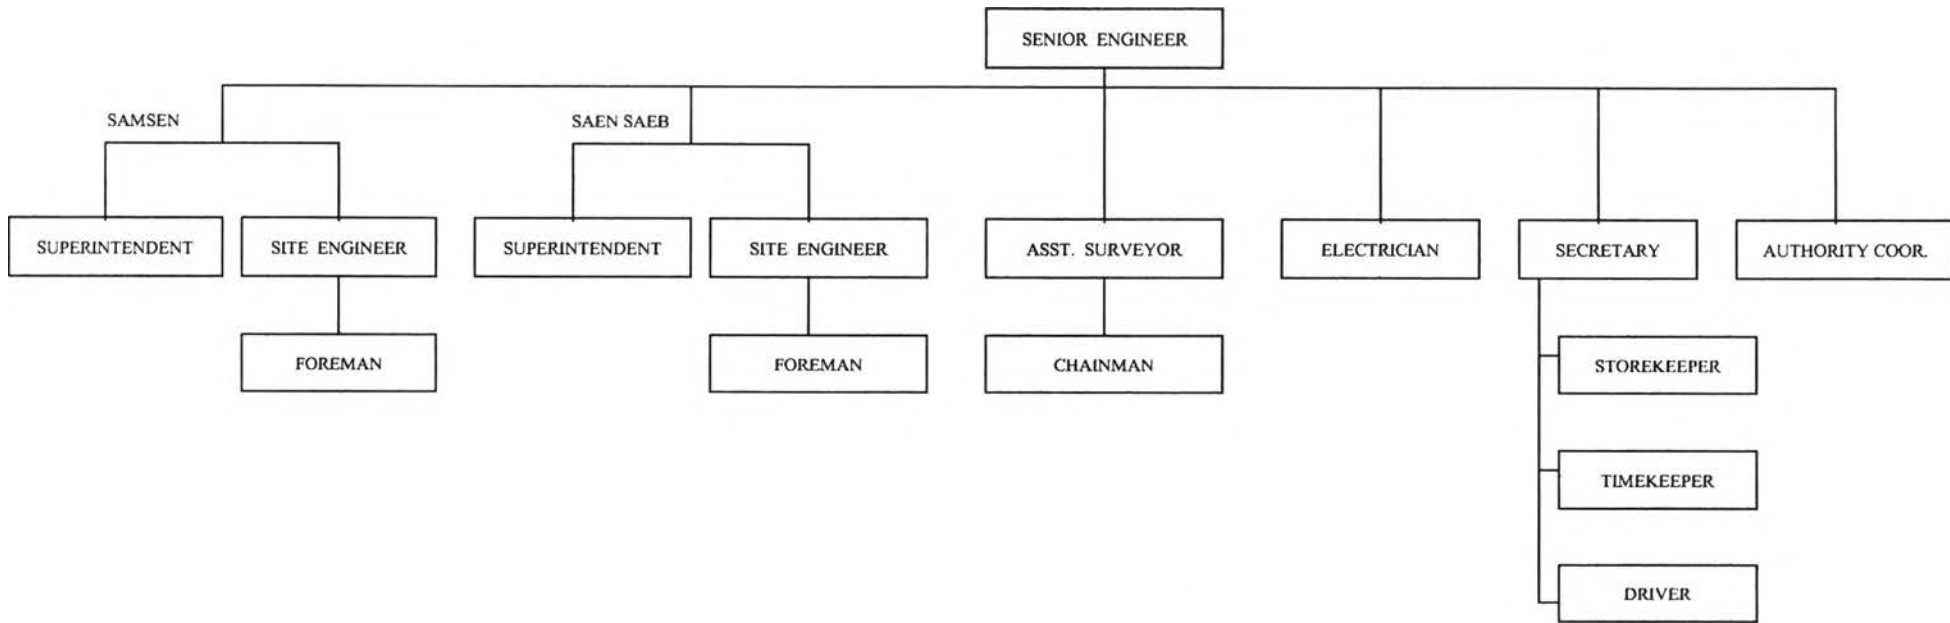 SENIOR ENGINEER
SAMSEN
SAEN SAEB
SUPERINTENDENT
SITE ENGINEER
SUPERINTENDENT
SITE ENGINEER
ASST. SURVEYOR
ELECTRICIAN
SECRETARY
AUTHORITY COOR.
FOREMAN
FOREMAN
CHAINMAN
STOREKEEPER
TIMEKEEPER
DRIVER